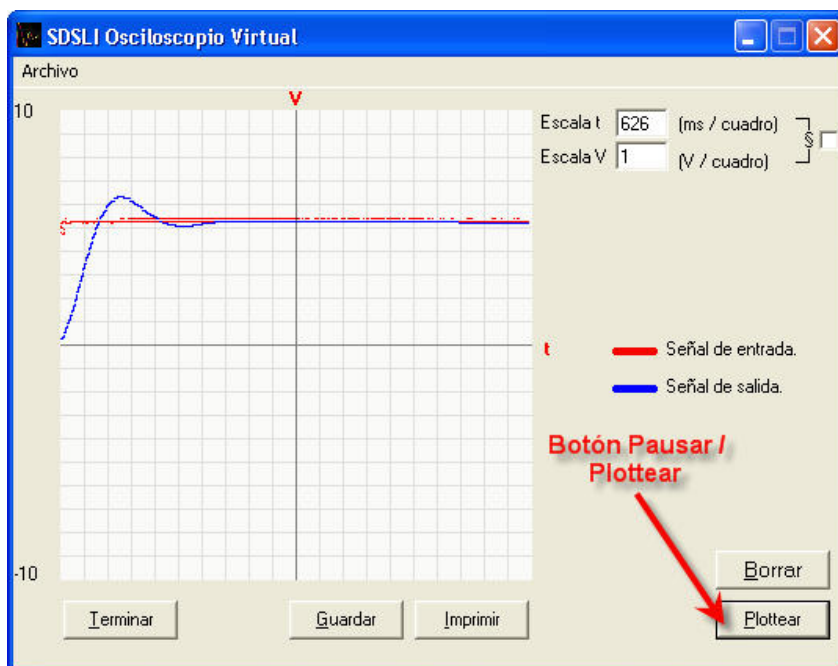 SDSLI Osciloscopio Virtual
Archivo
V
10
Escala t 626 (ms / cuadro)
§
Escala V 1 (V / cuadro)
t
Señal de entrada.
Señal de salida.
Botón Pausar /
Plottear
-10
Borrar
Terminar Guardar Imprimir Plottear